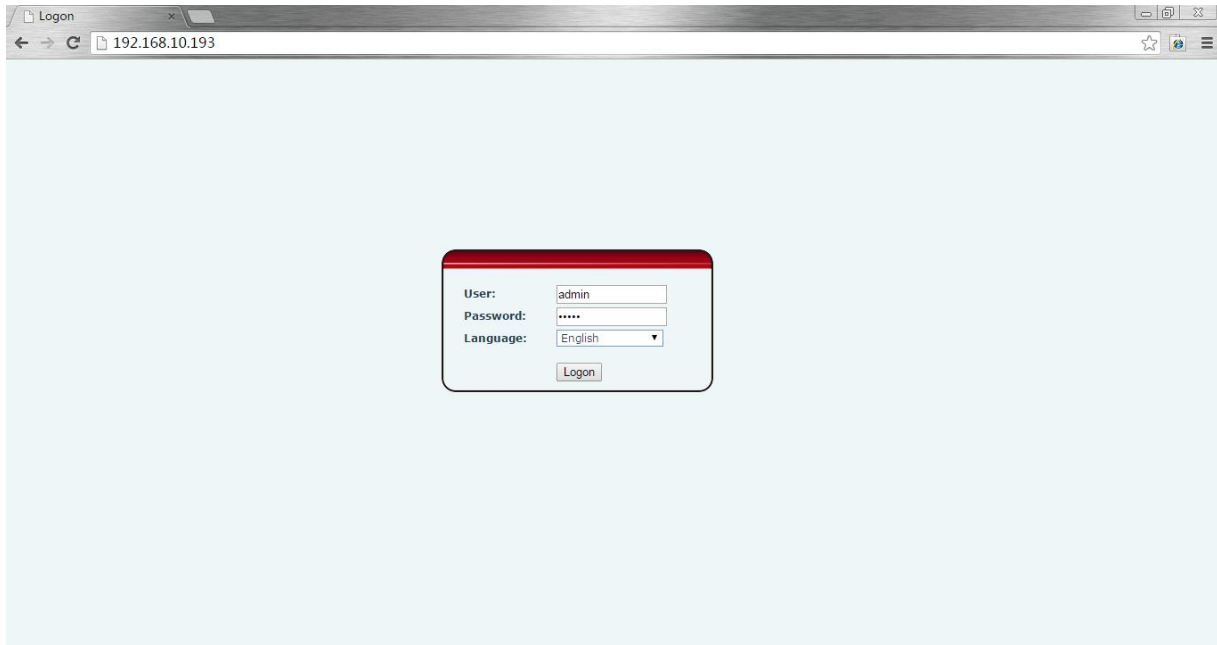 Logon
192.168.10.193
User: admin
Password: •••••
Language: English
Logon